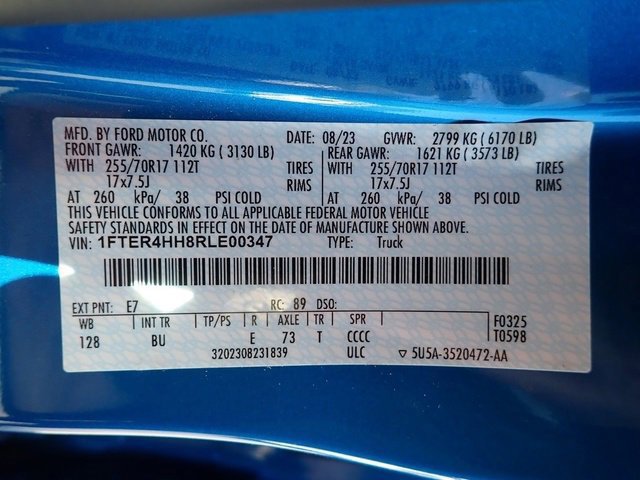 MFD. BY FORD MOTOR CO. DATE: 08/23 GVWR: 2799 KG ( 6170 LB)
FRONT GAWR: 1420 KG ( 3130 LB) REAR GAWR: 1621 KG ( 3573 LB)
WITH 255/70R17 112T TIRES WITH 255/70R17 112T TIRES
17x7.5J RIMS 17x7.5J RIMS
AT 260 kPa/ 38 PSI COLD AT 260 kPa/ 38 PSI COLD
THIS VEHICLE CONFORMS TO ALL APPLICABLE FEDERAL MOTOR VEHICLE
SAFETY STANDARDS IN EFFECT ON THE DATE OF MANUFACTURE SHOWN ABOVE.
VIN: 1FTER4HH8RLE00347 TYPE: Truck
EXT PNT: E7 RC: 89 DSO:
WB INT TR TP/PS R AXLE TR SPR F0325
128 BU E 73 T CCCC T0598
3202308231839 ULC ▽ 5U5A-3520472-AA